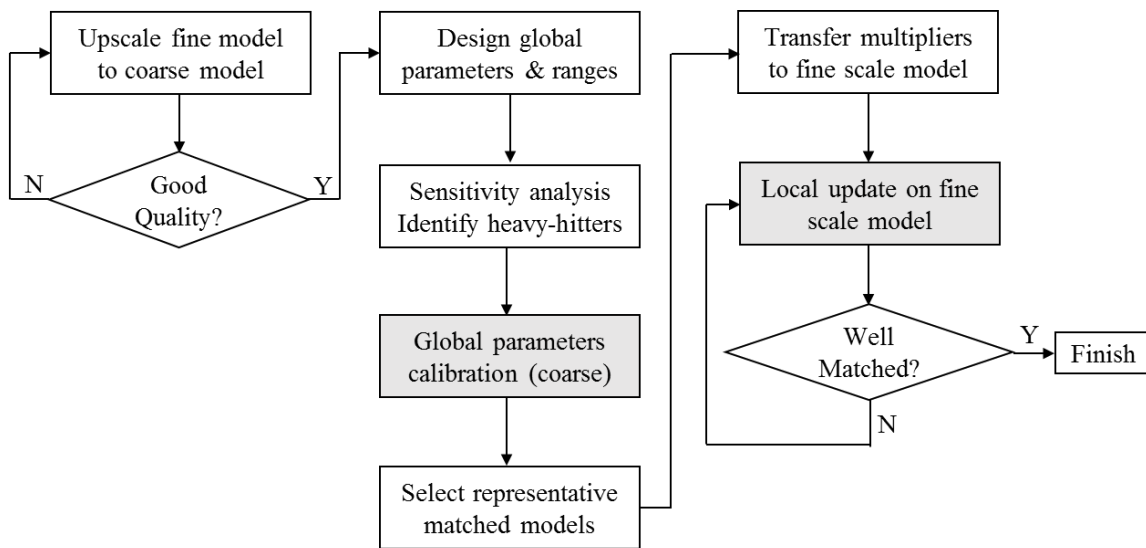 Upscale fine model
to coarse model
N
Good
Quality?
Y
Design global
parameters & ranges
Sensitivity analysis
Identify heavy-hitters
Global parameters
calibration (coarse)
Select representative
matched models
Transfer multipliers
to fine scale model
Local update on fine
scale model
Well
Matched?
Y
Finish
N